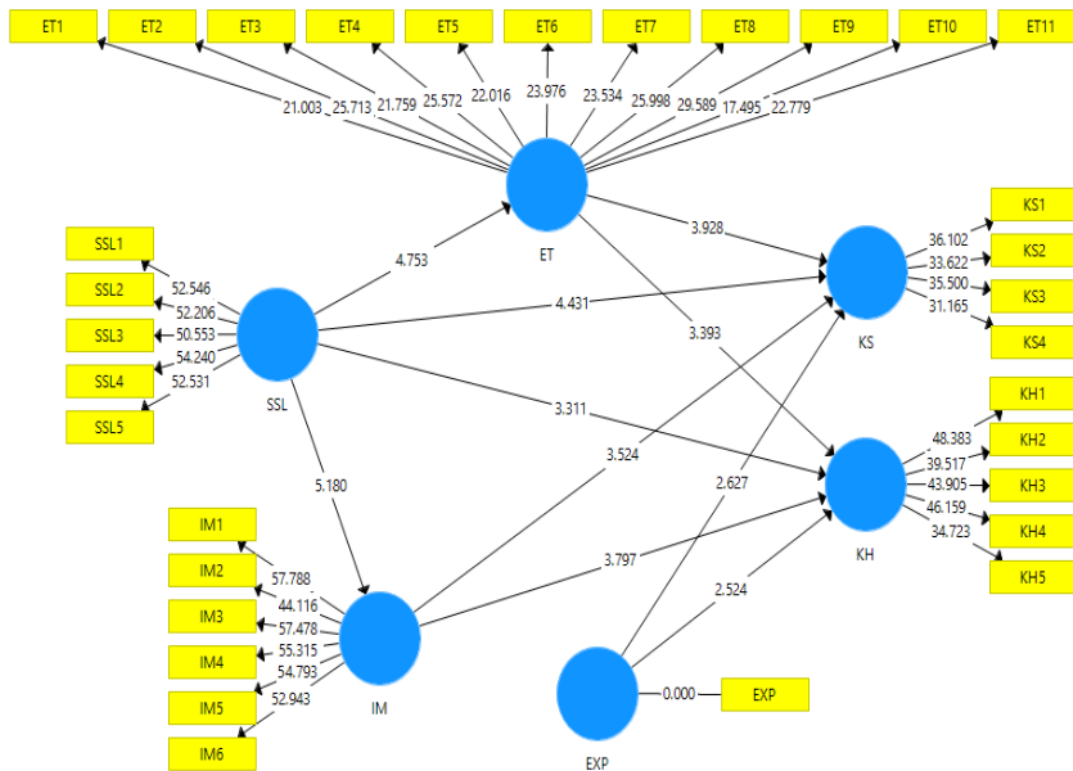 ET1 ET2 ET3 ET4 ET5 ET6 ET7 ET8 ET9 ET10 ET11
21.003 25.713 21.759 25.572 22.016 23.976 23.534 25.998 29.589 17.495 22.779
ET
SSL1
SSL2
SSL3
SSL4
SSL5
52.546
52.206
50.553
54.240
52.531
SSL
4.753
3.928
4.431
3.393
3.311
3.524
2.627
5.180
3.797
2.524
KS1
KS2
KS3
KS4
36.102
33.622
35.500
31.165
KS
KH1
KH2
KH3
KH4
KH5
48.383
39.517
43.905
46.159
34.723
KH
IM1
IM2
IM3
IM4
IM5
IM6
57.788
44.116
57.478
55.315
54.793
52.943
IM
0.000
EXP
EXP